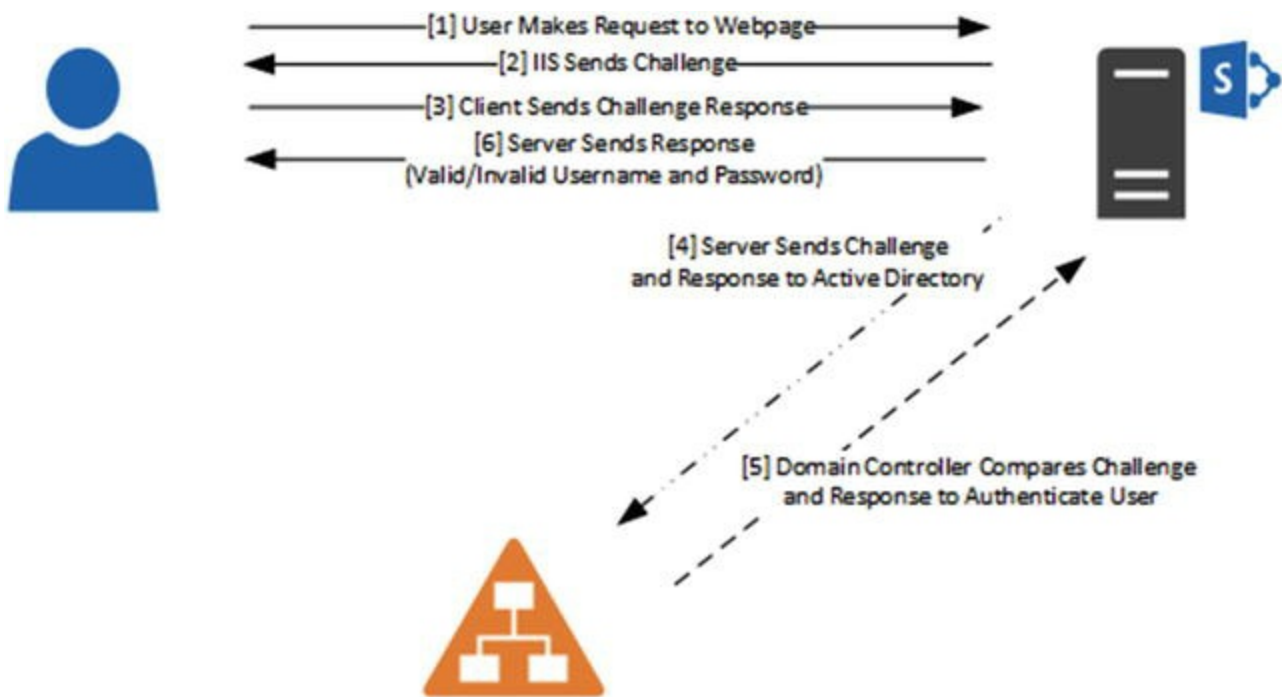 [1] User Makes Request to Webpage
[2] IIS Sends Challenge
[3] Client Sends Challenge Response
[6] Server Sends Response
(Valid/Invalid Username and Password)
[4] Server Sends Challenge
and Response to Active Directory
[5] Domain Controller Compares Challenge
and Response to Authenticate User
S